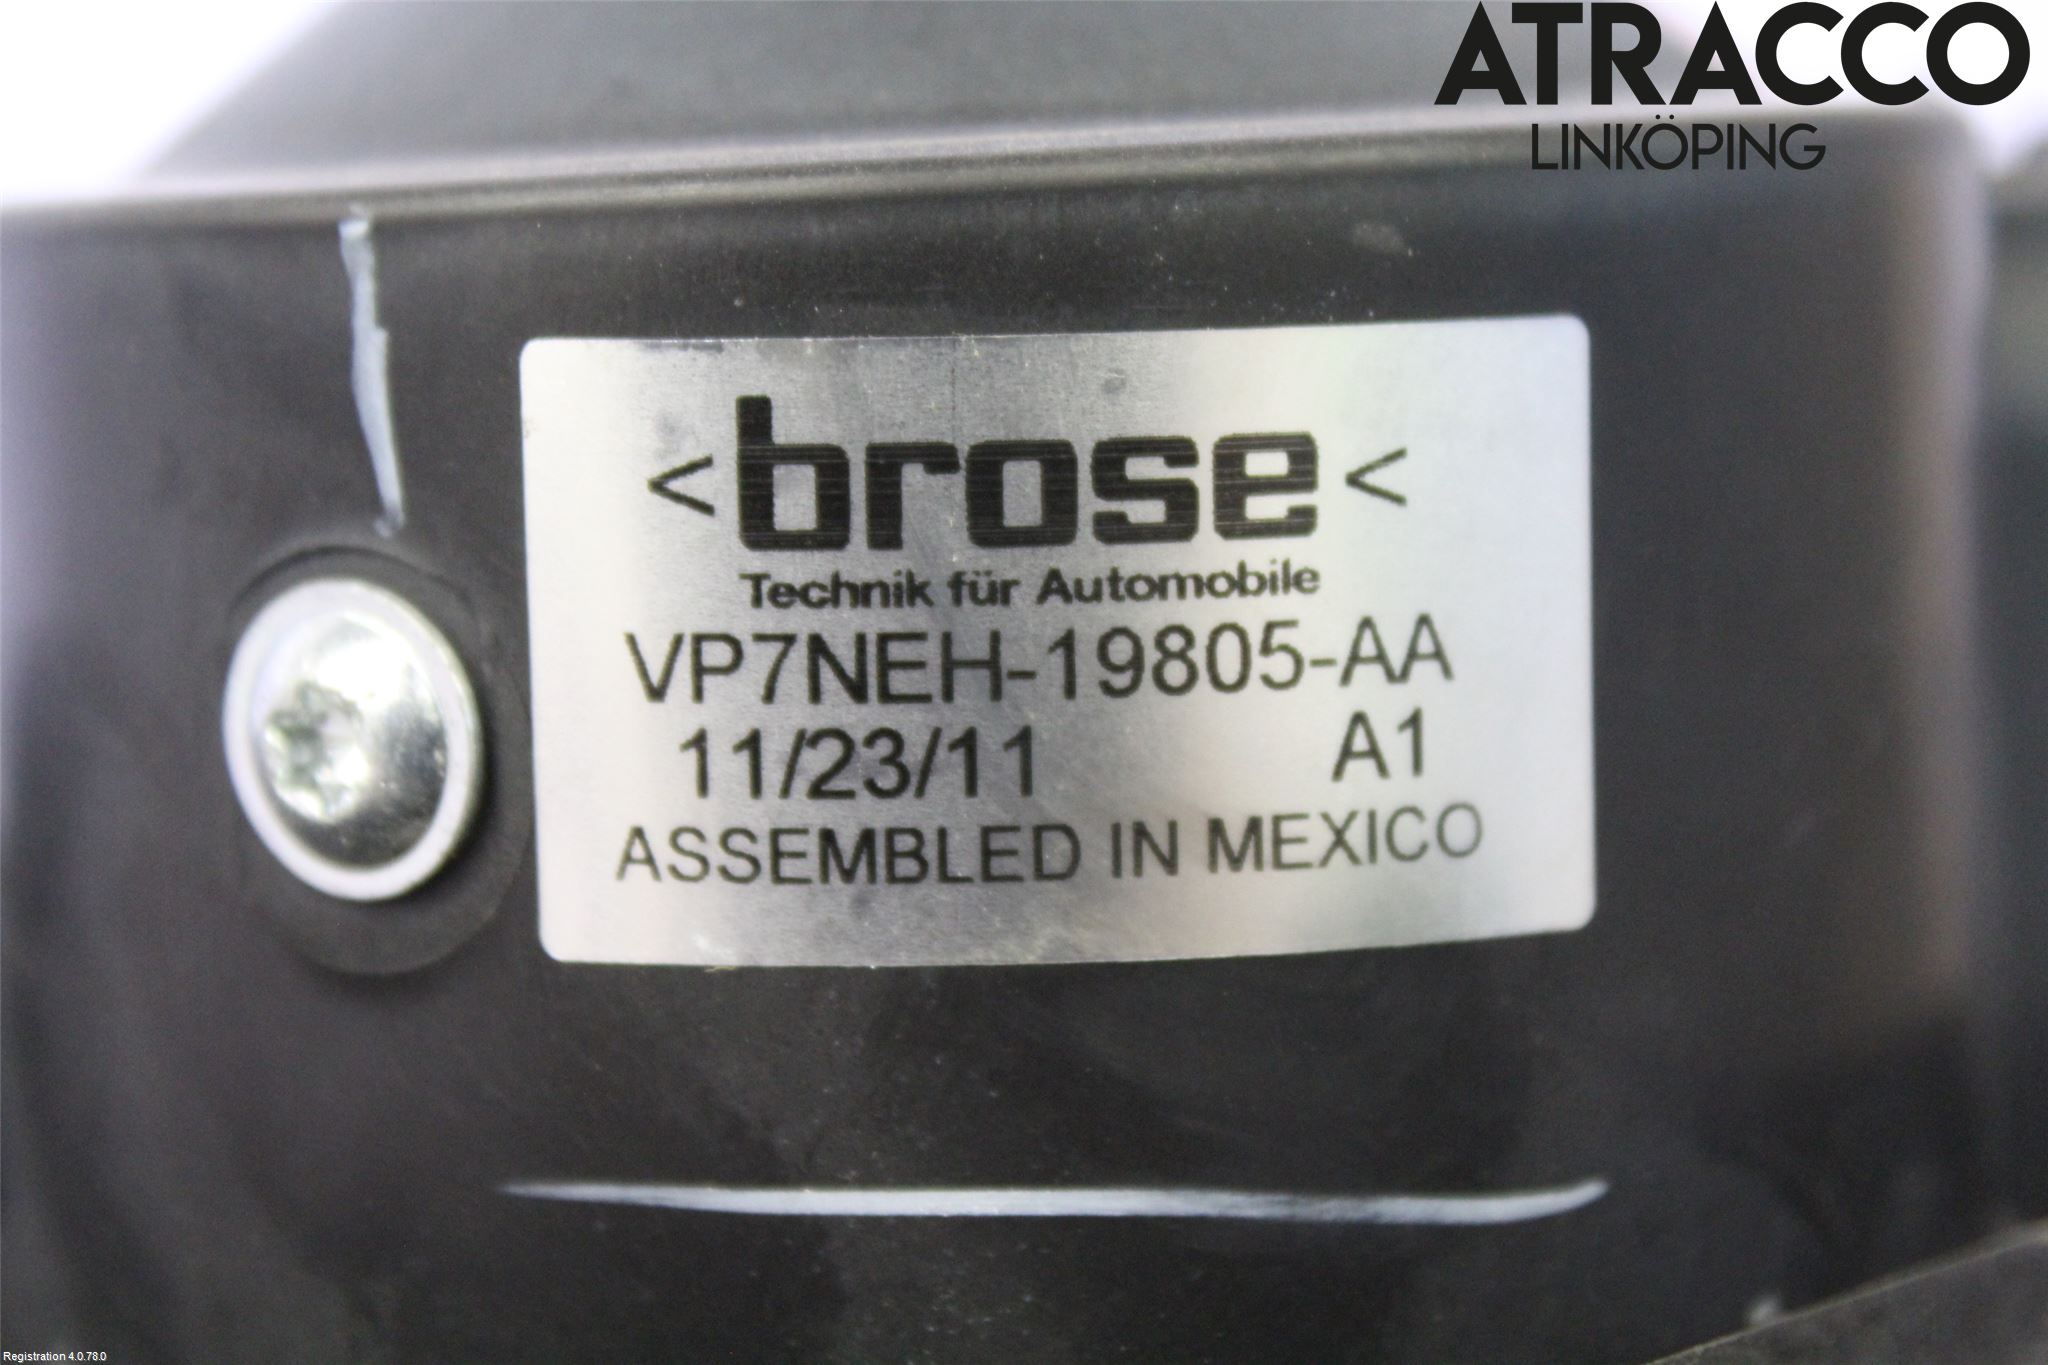 ATRACCO
LINKÖPING
<brose<
Technik für Automobile
VP7NEH-19805-AA
11/23/11 A1
ASSEMBLED IN MEXICO
Registration 4.0.78.0